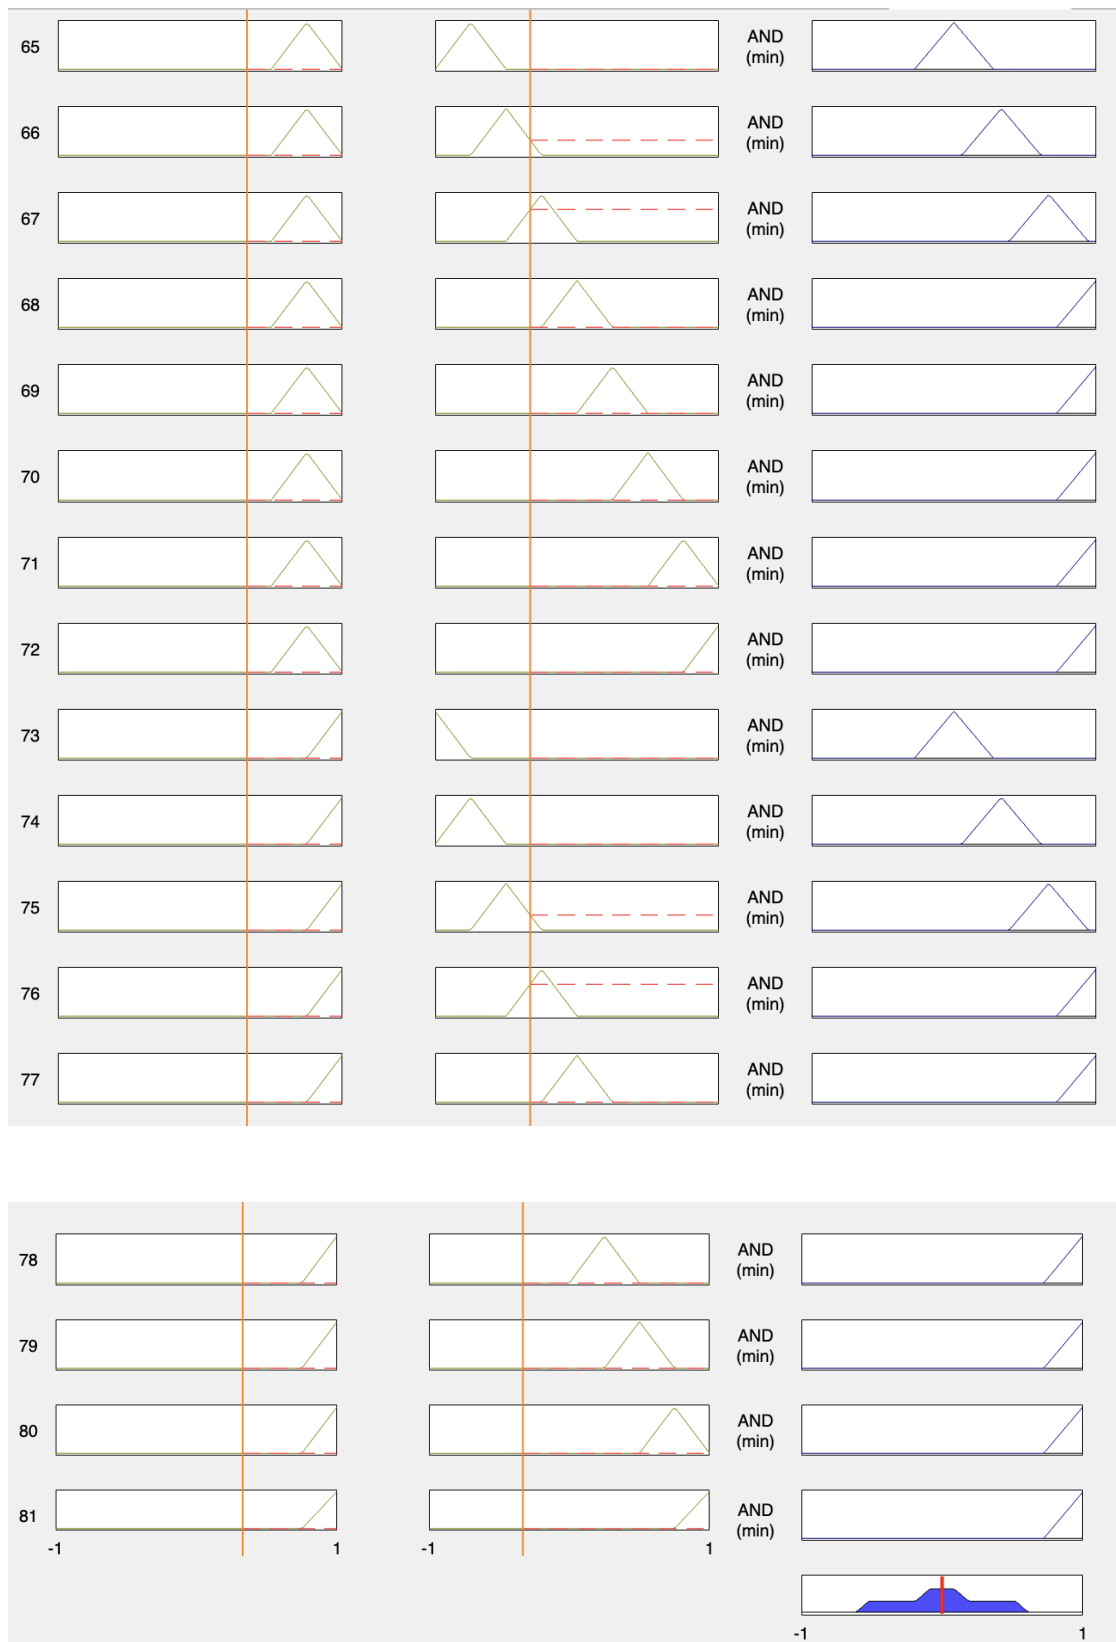 65 AND
(min)
66 AND
(min)
67 AND
(min)
68 AND
(min)
69 AND
(min)
70 AND
(min)
71 AND
(min)
72 AND
(min)
73 AND
(min)
74 AND
(min)
75 AND
(min)
76 AND
(min)
77 AND
(min)
78 AND
(min)
79 AND
(min)
80 AND
(min)
81 AND
(min)
-1 1 -1 1
-1 1